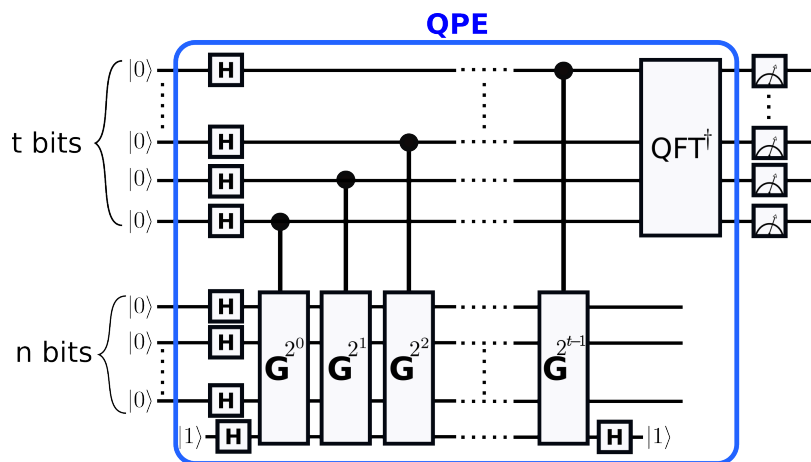 QPE
|0⟩ H
t bits
|0⟩ H QFT†
|0⟩ H
|0⟩ H
|0⟩ H
n bits
|0⟩ H
G^{2^0} G^{2^1} G^{2^2} G^{2^{t-1}}
|0⟩ H
|1⟩ H H |1⟩